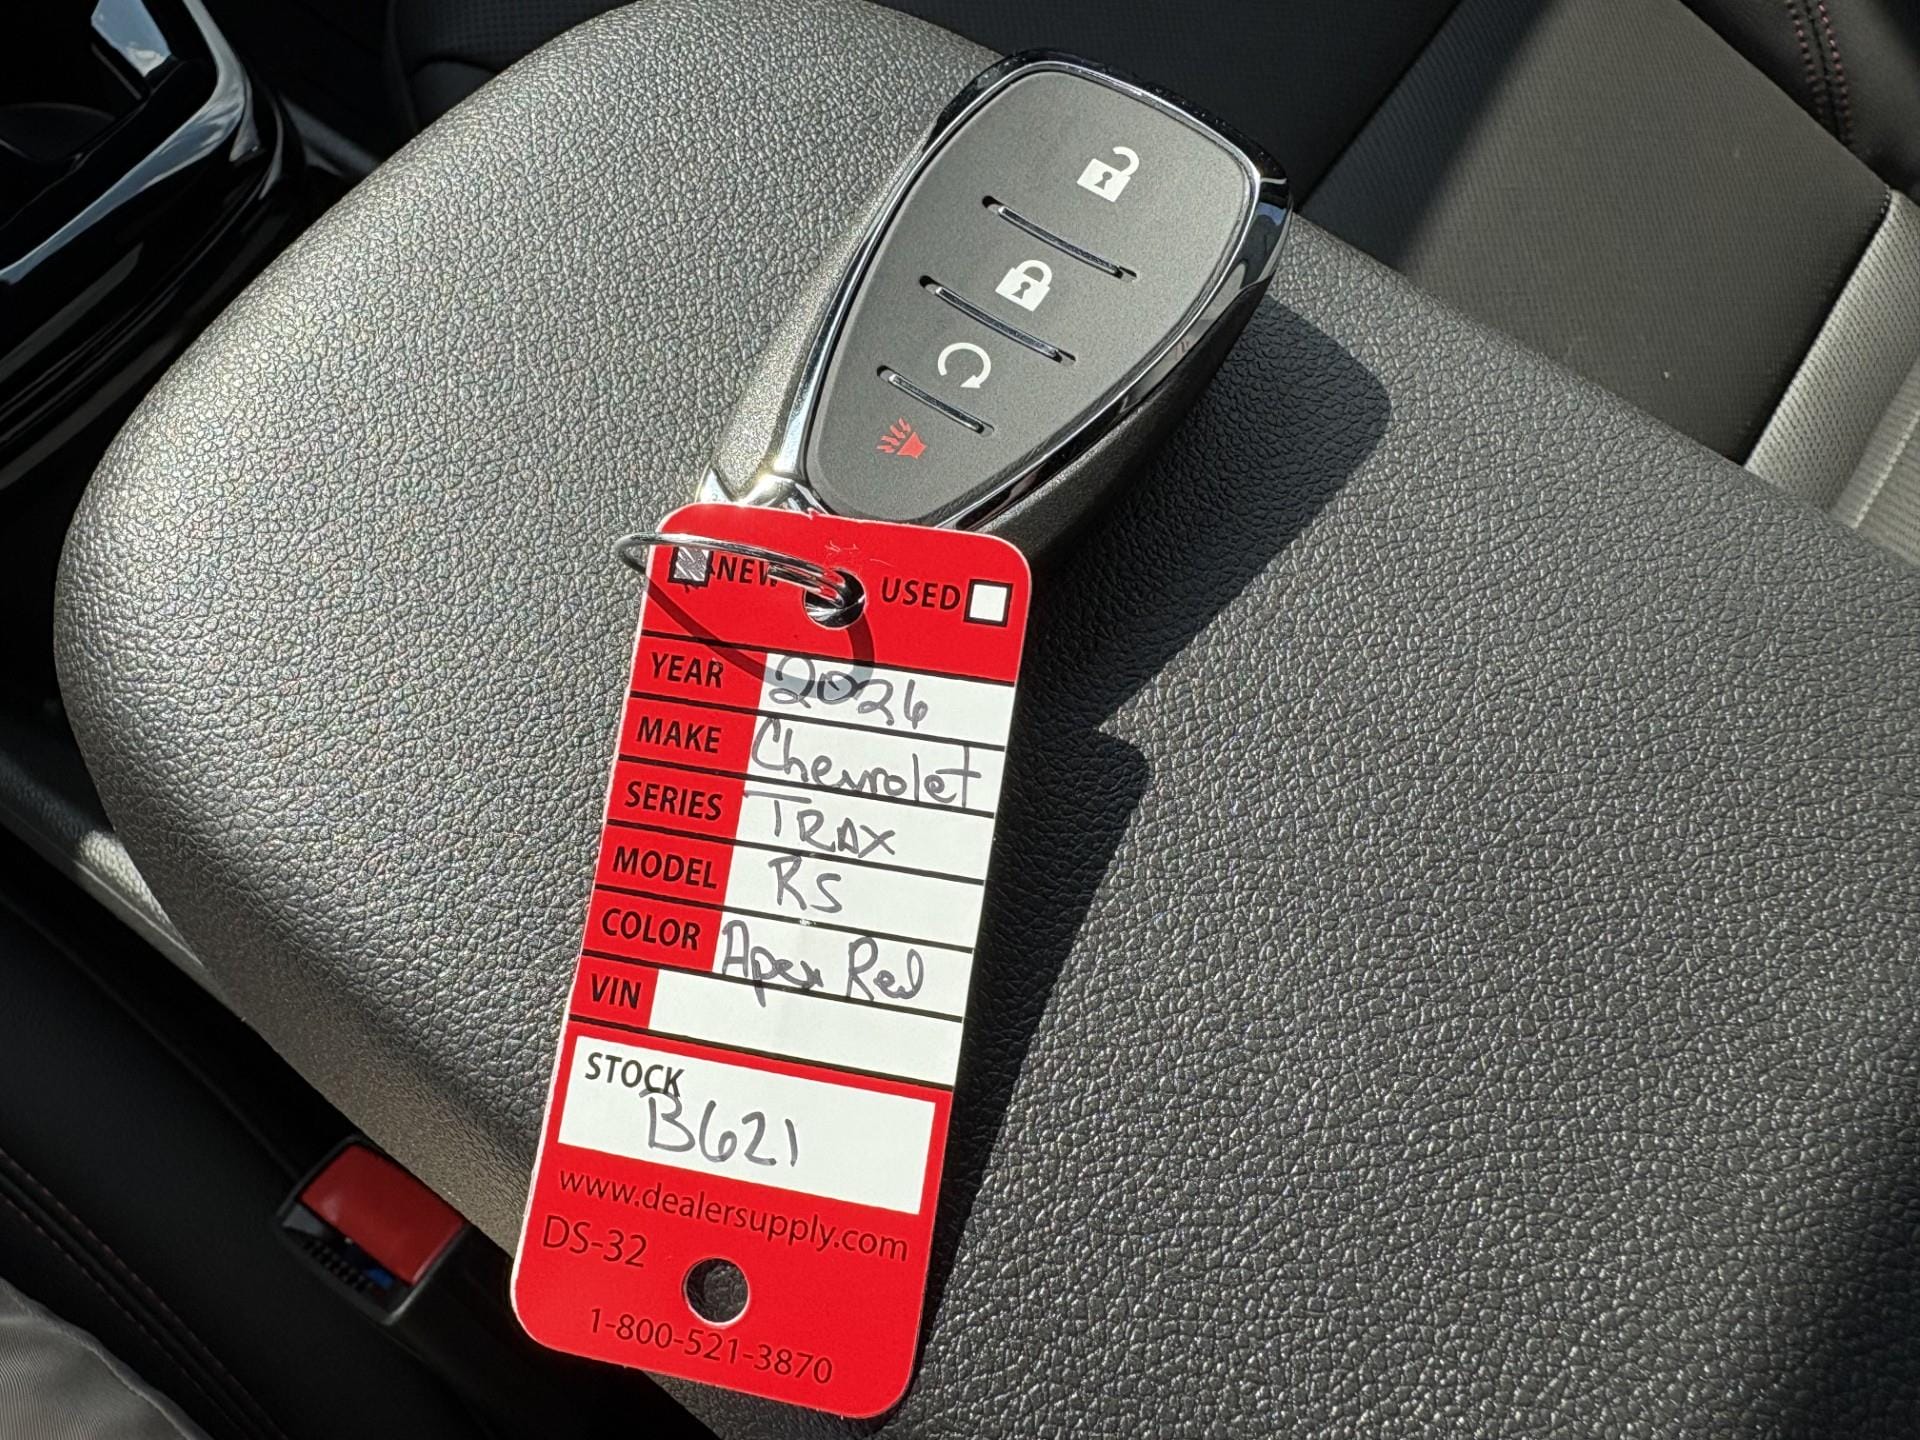 NEW USED
YEAR 2026
MAKE Chevrolet
SERIES TRAX
MODEL RS
COLOR Apex Red
VIN
STOCK
B621
www.dealersupply.com
DS-32
1-800-521-3870